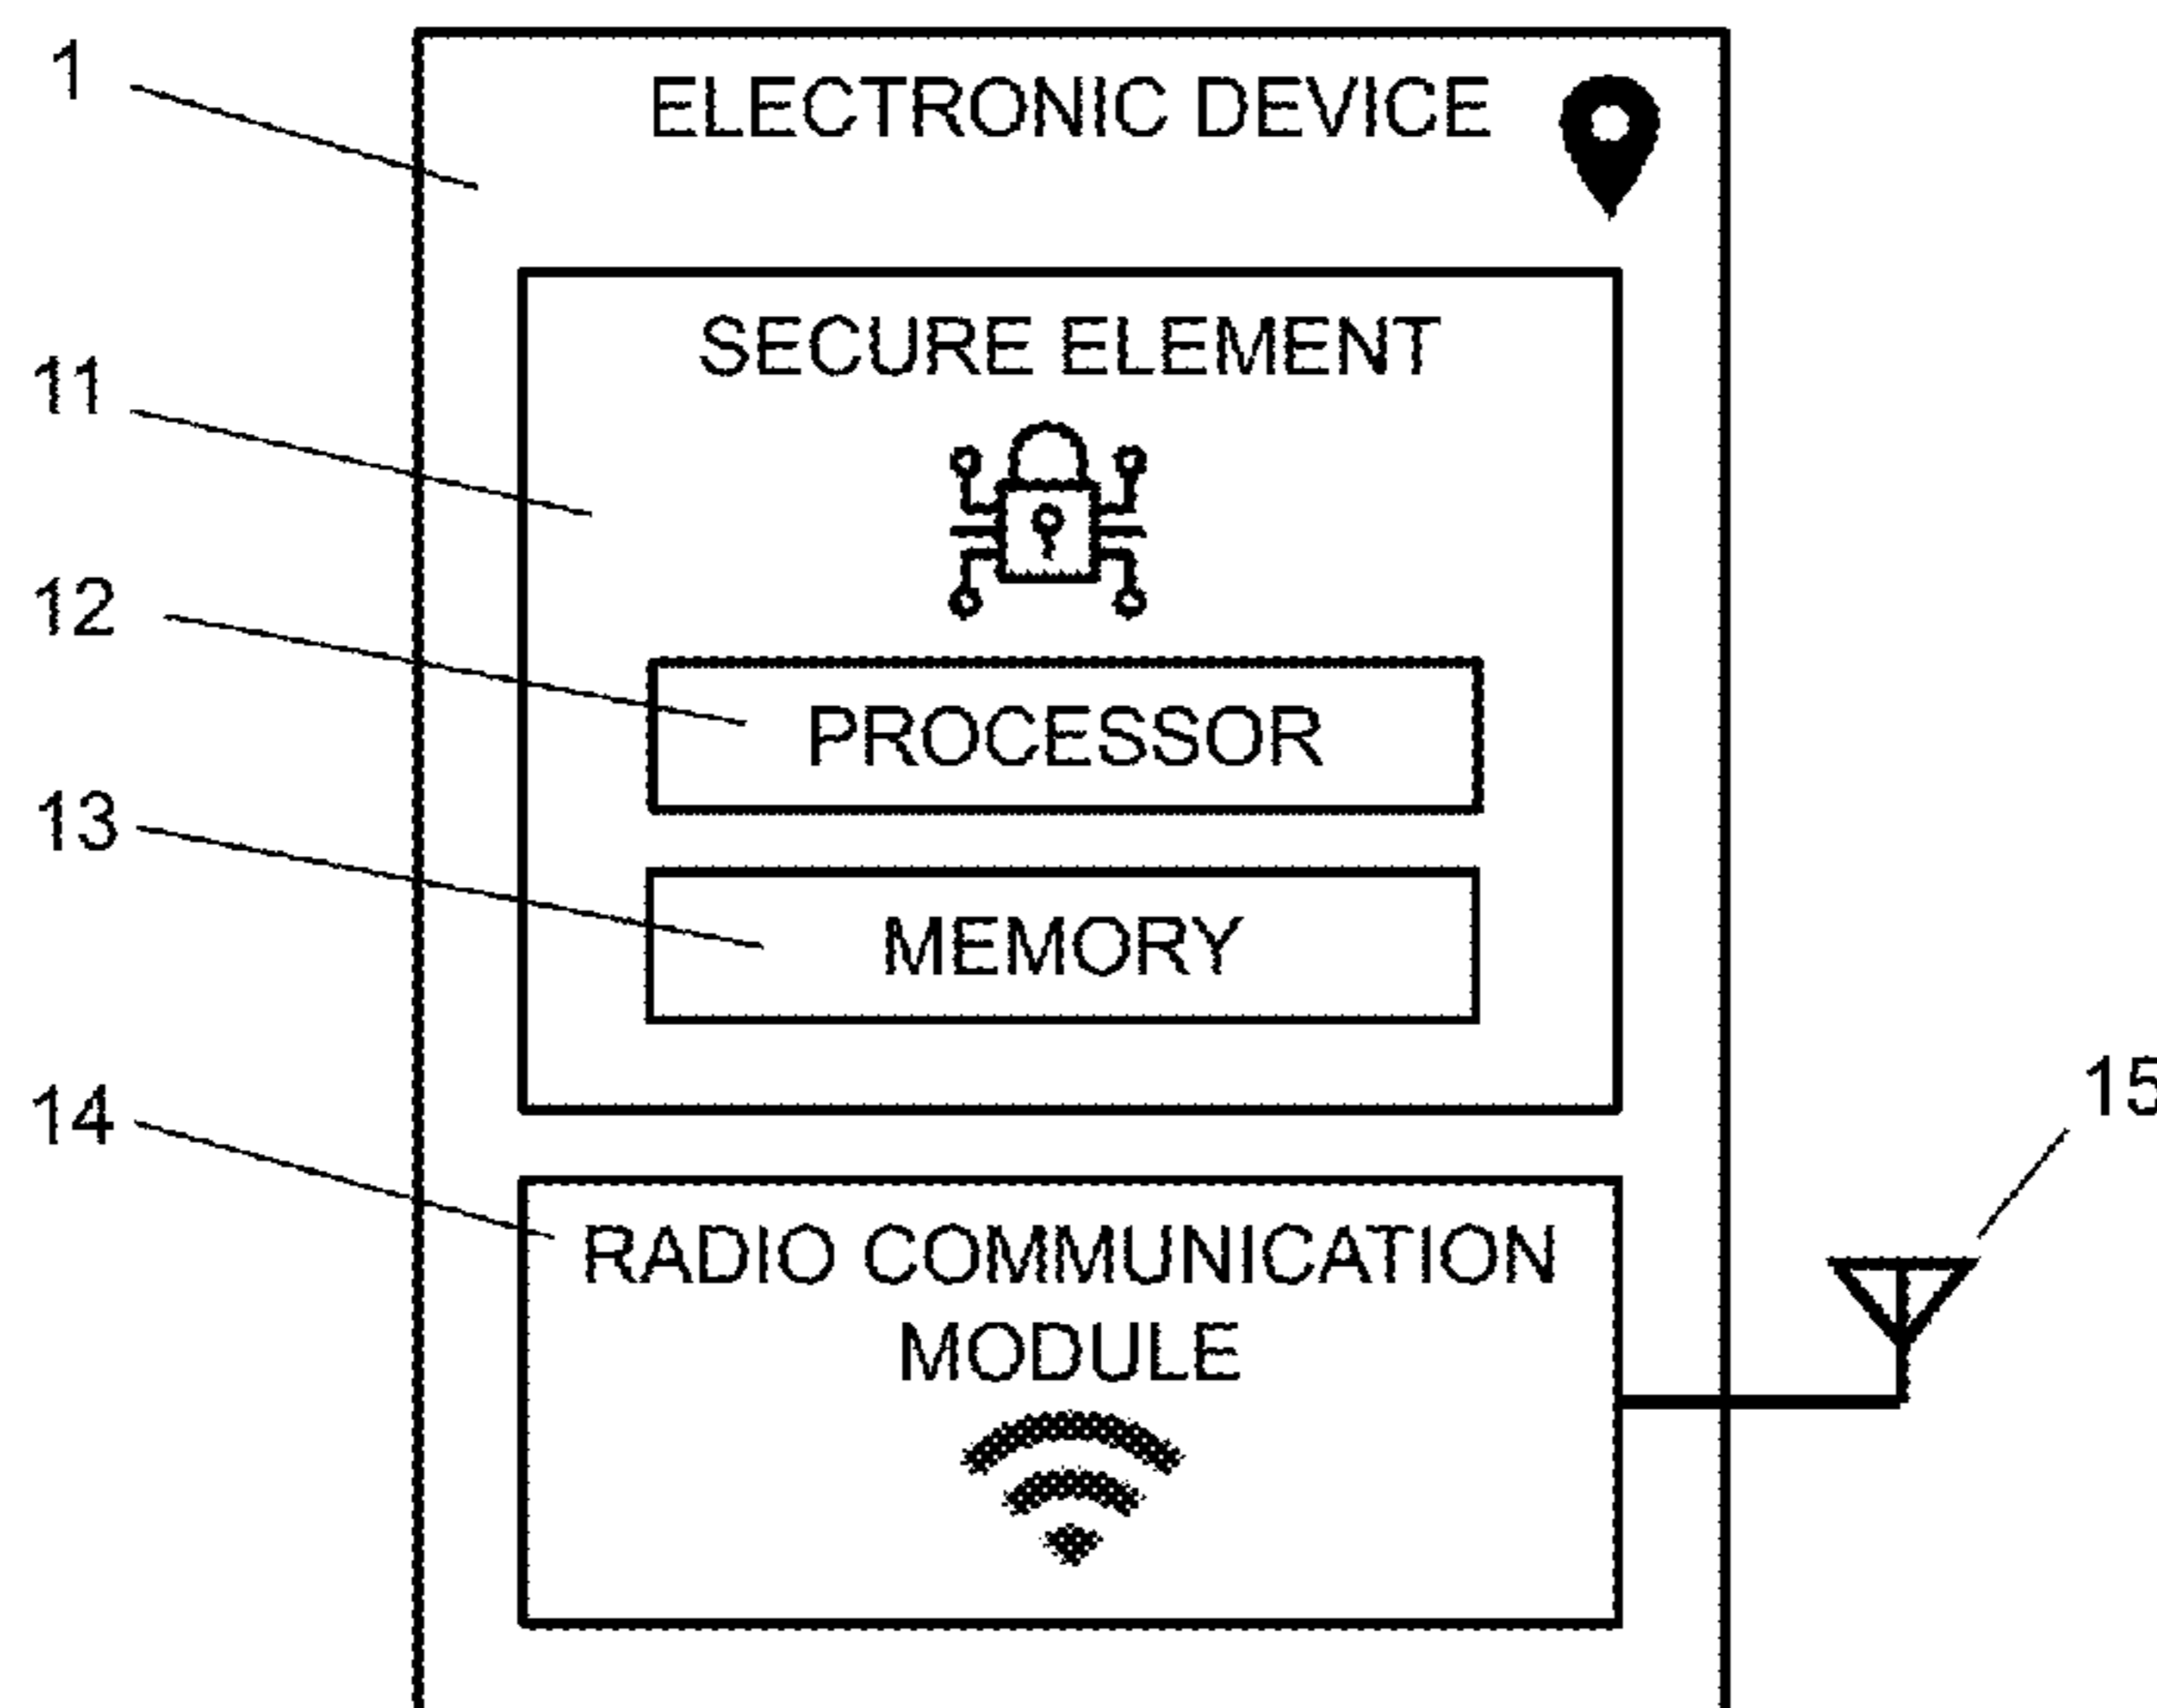 1
ELECTRONIC DEVICE
11
SECURE ELEMENT
12
PROCESSOR
13
MEMORY
14
15
RADIO COMMUNICATION
MODULE